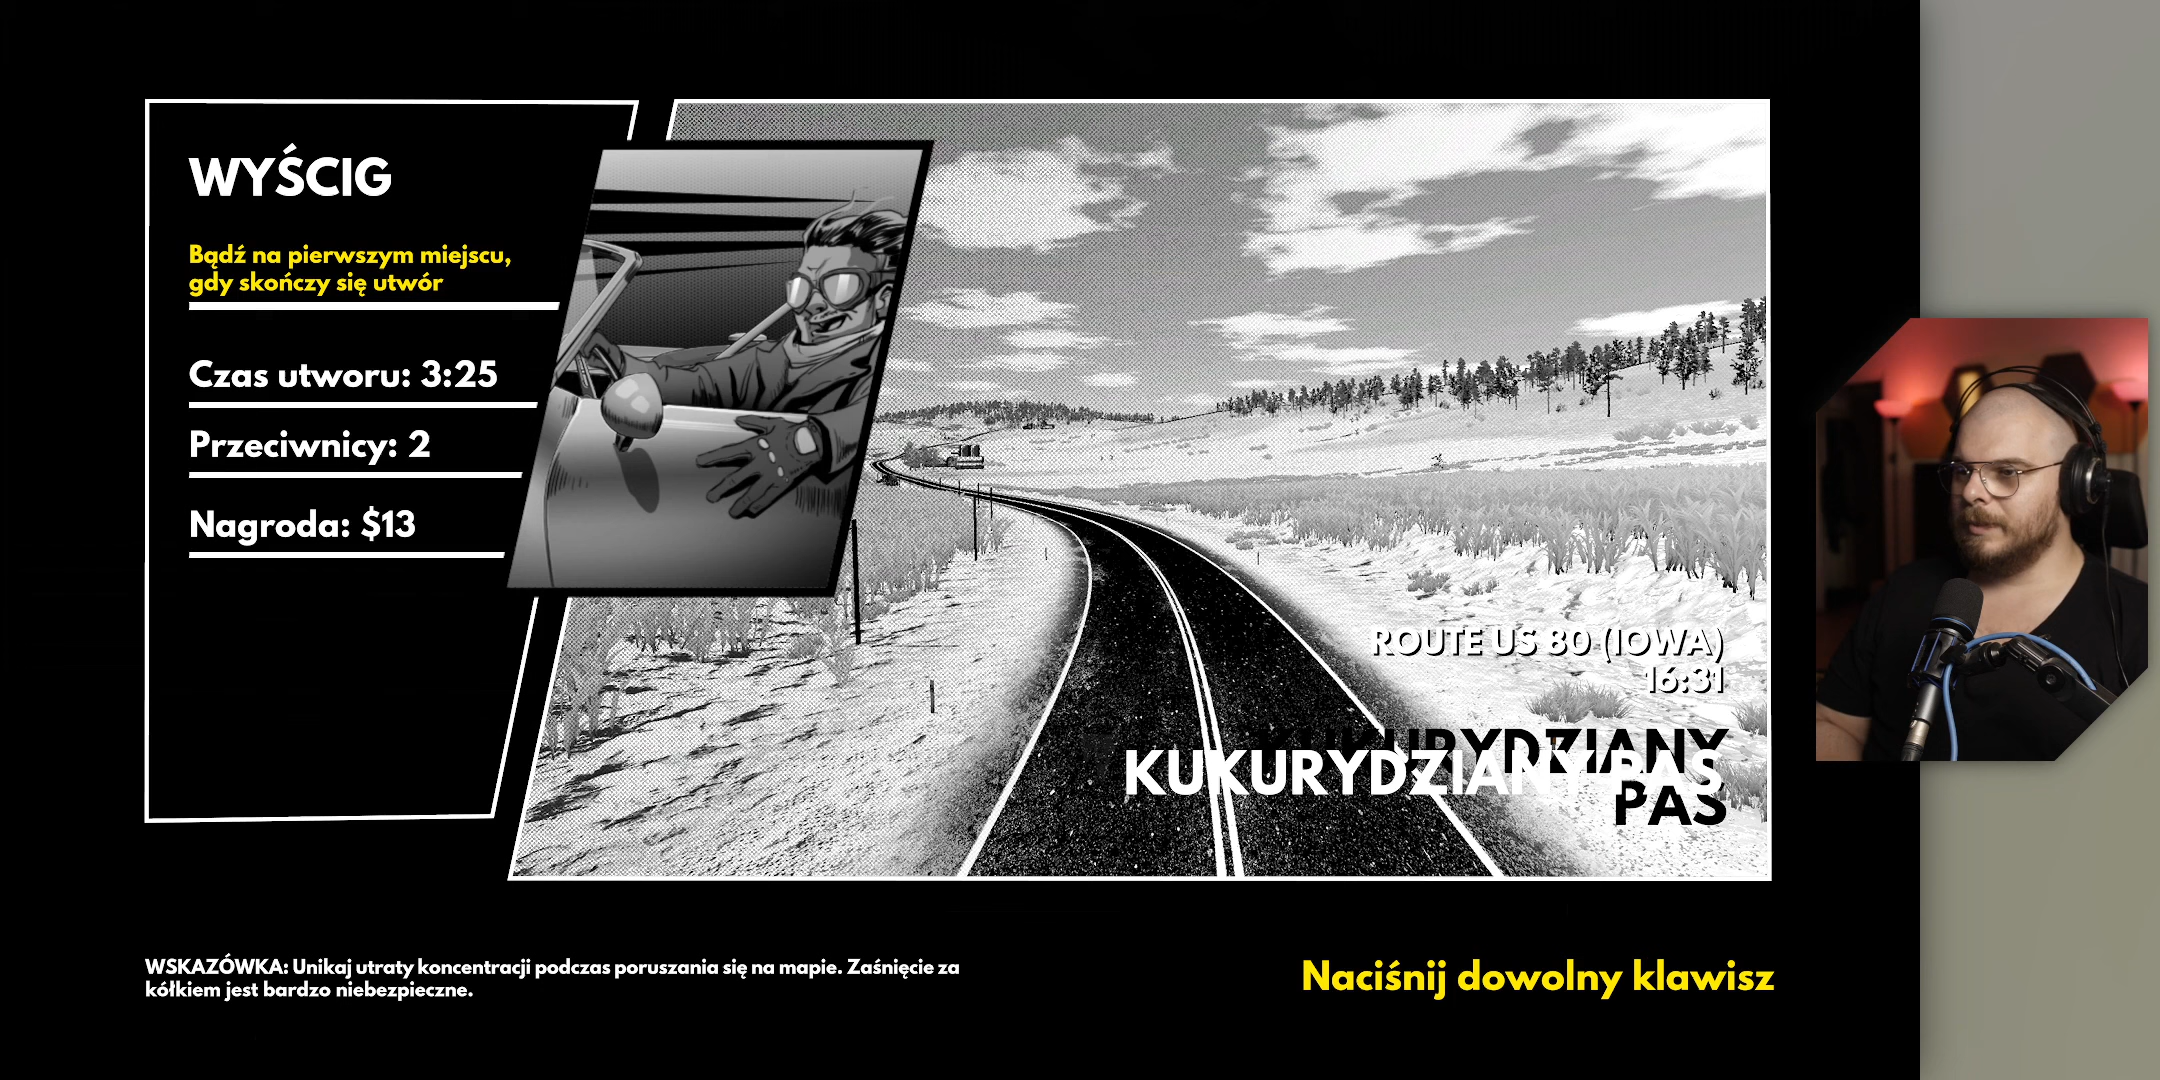 WYŚCIG
Bądź na pierwszym miejscu,
gdy skończy się utwór
Czas utworu: 3:25
Przeciwnicy: 2
Nagroda: $13
ROUTE US 80 (IOWA)
16:31
KUKURYDZIANY
KUKURYDZIANY PAS
PAS
WSKAZÓWKA: Unikaj utraty koncentracji podczas poruszania się na mapie. Zaśnięcie za
kółkiem jest bardzo niebezpieczne.
Naciśnij dowolny klawisz